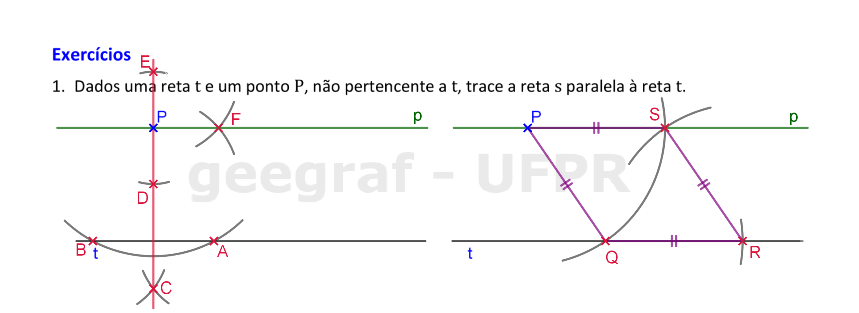 Exercícios
E
1. Dados uma reta t e um ponto P, não pertencente a t, trace a reta s paralela à reta t.
P F p P S p
geegraf - UFPR
D
B t A t Q R
C